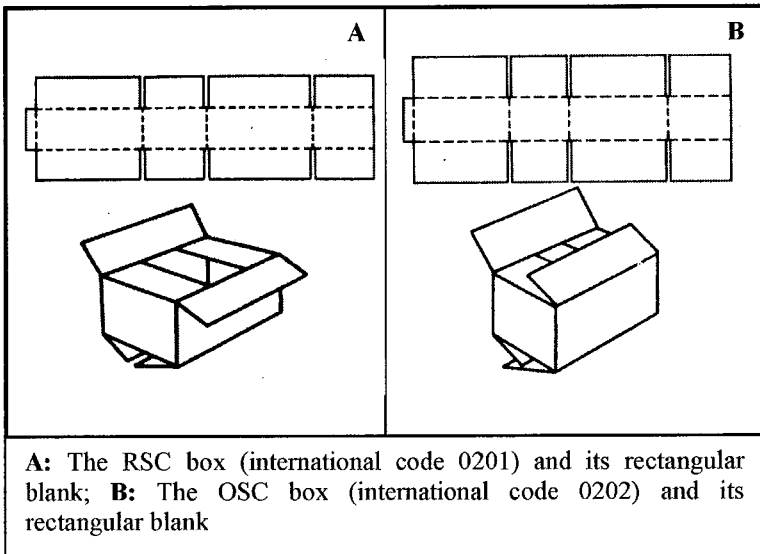 A
B
A: The RSC box (international code 0201) and its rectangular
blank; B: The OSC box (international code 0202) and its
rectangular blank